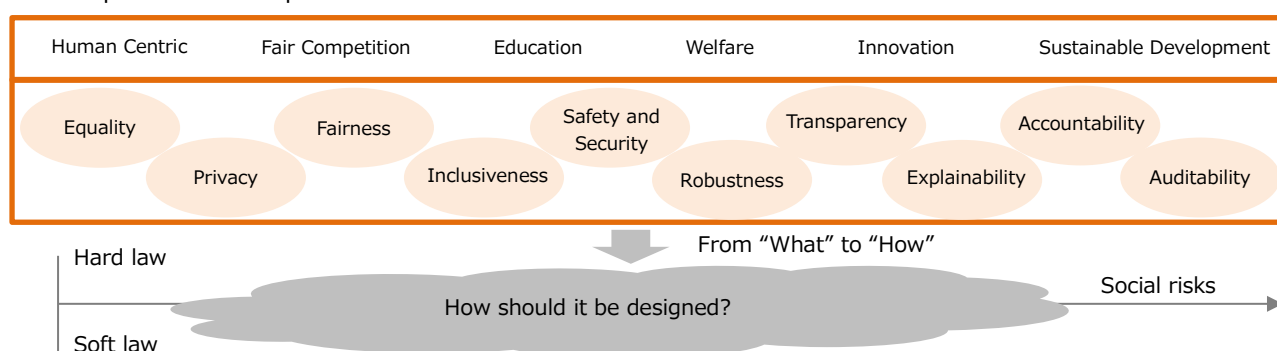 Human Centric Fair Competition Education Welfare Innovation Sustainable Development
Equality
Privacy
Fairness
Inclusiveness
Safety and
Security
Robustness
Transparency
Explainability
Accountability
Auditability
From “What” to “How”
Hard law
How should it be designed?
Social risks
Soft law